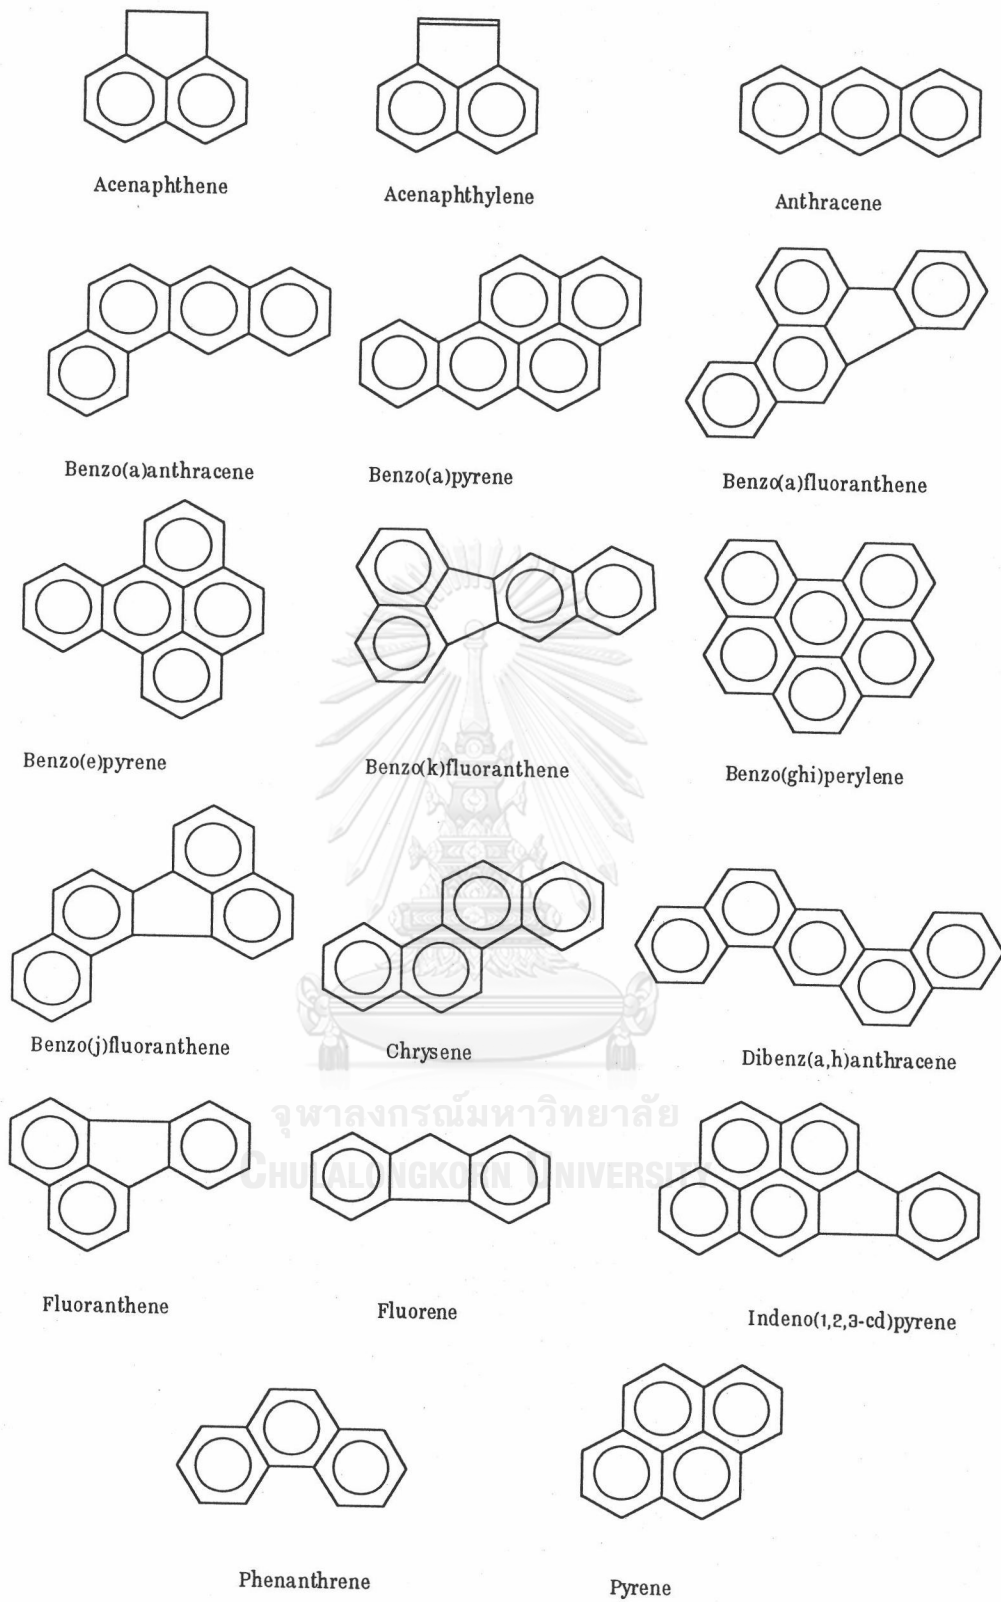 Acenaphthene
Acenaphthylene
Anthracene
Benzo(a)anthracene
Benzo(a)pyrene
Benzo(a)fluoranthene
Benzo(e)pyrene
Benzo(k)fluoranthene
Benzo(ghi)perylene
Benzo(j)fluoranthene
Chrysene
Dibenz(a,h)anthracene
จุฬาลงกรณ์มหาวิทยาลัย
CHULALONGKORN UNIVERSITY
Fluoranthene
Fluorene
Indeno(1,2,3-cd)pyrene
Phenanthrene
Pyrene